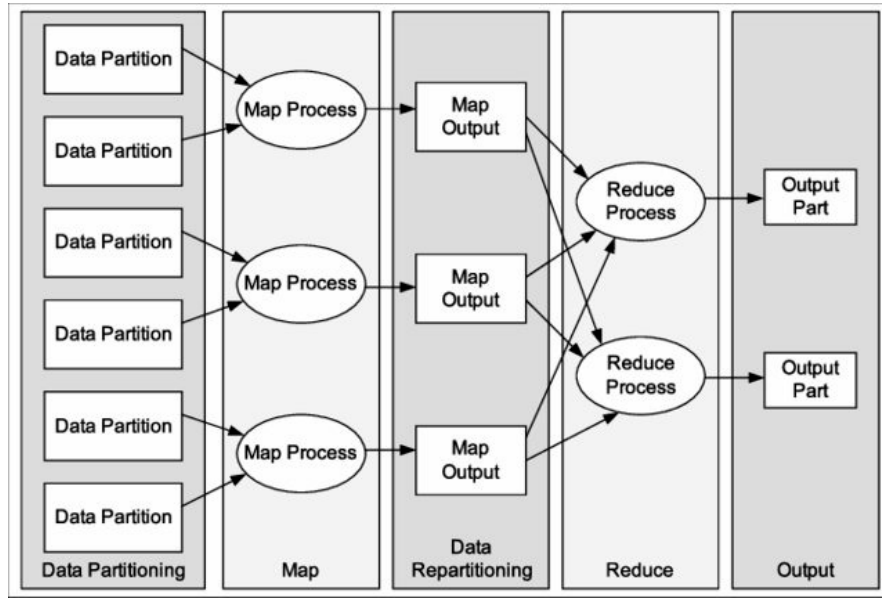 Data Partition
Data Partition
Data Partition
Data Partition
Data Partition
Data Partition
Data Partitioning
Map Process
Map Process
Map Process
Map
Map
Output
Map
Output
Map
Output
Data
Repartitioning
Reduce
Process
Reduce
Process
Reduce
Output
Part
Output
Part
Output